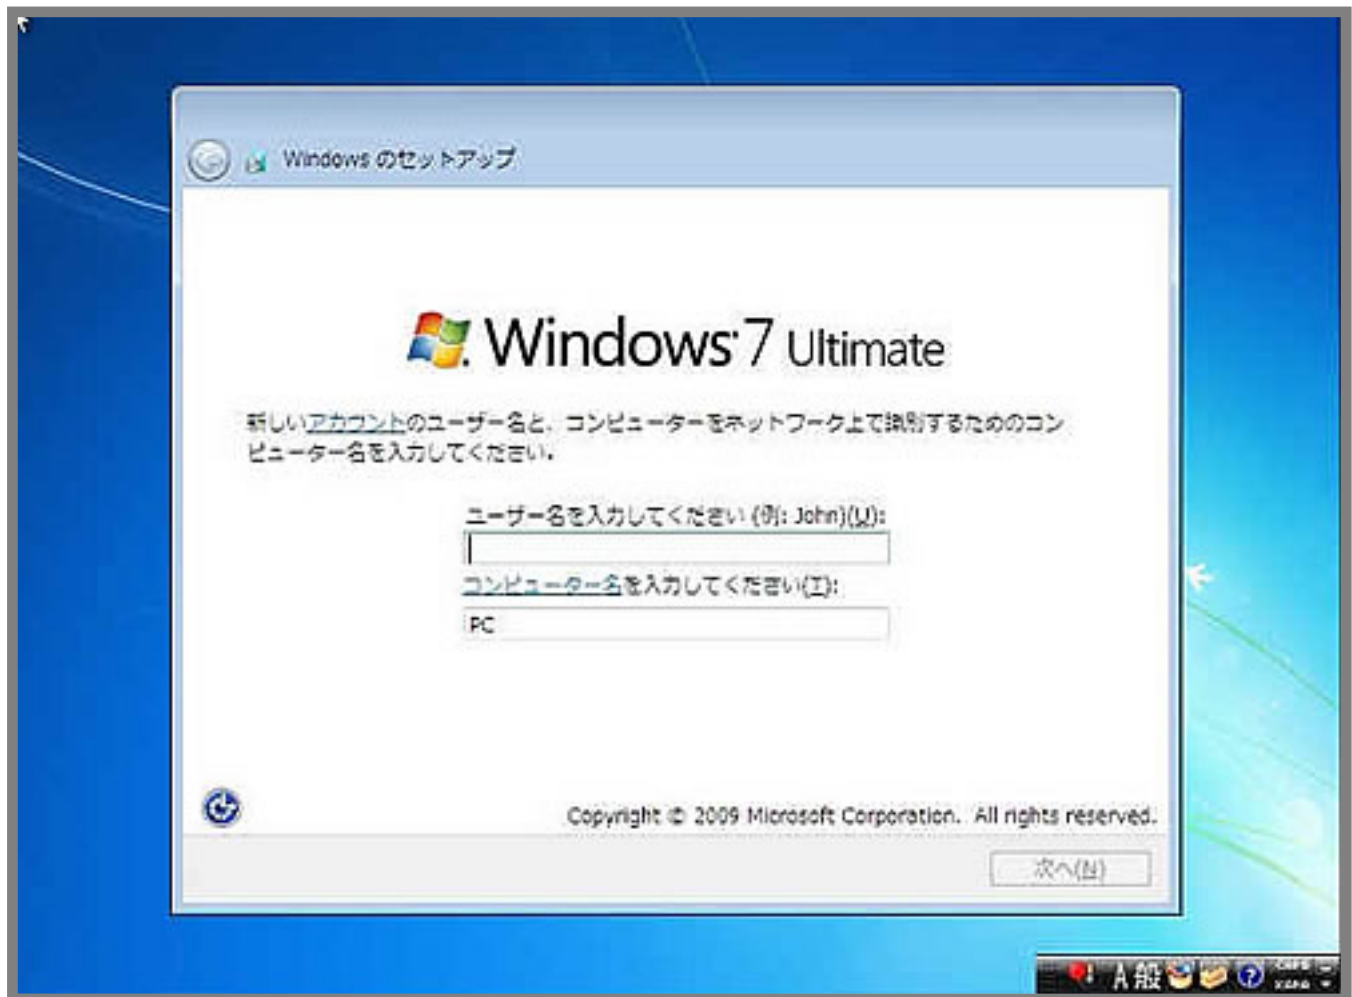 Windows のセットアップ
Windows 7 Ultimate
新しいアカウントのユーザー名と、コンピューターをネットワーク上で識別するためのコン
ピューター名を入力してください。
ユーザー名を入力してください (例: John)(U):
コンピューター名を入力してください(T):
PC
Copyright © 2009 Microsoft Corporation. All rights reserved.
次へ(N)
A 般
CAPS
KANA